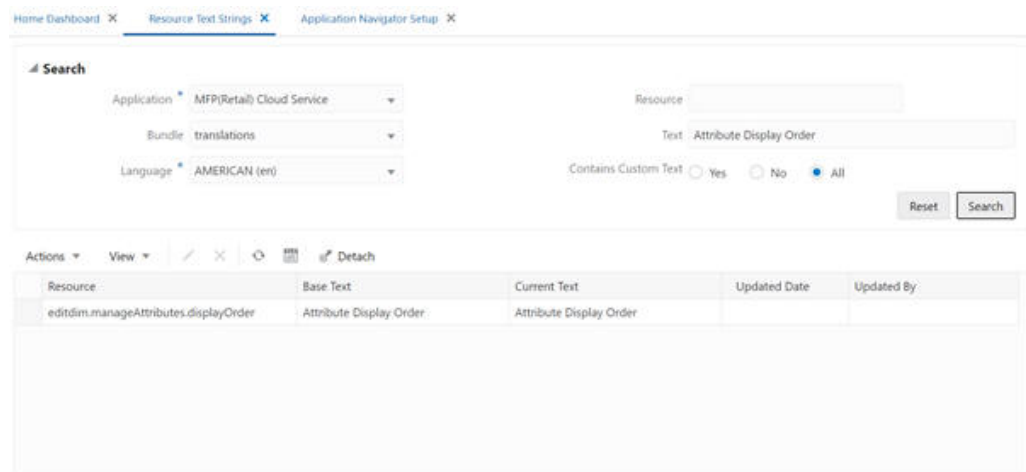 Home Dashboard X Resource Text Strings X Application Navigator Setup X
Search
Application * MFP(Retail) Cloud Service Resource
Bundle translations Text Attribute Display Order
Language * AMERICAN (en) Contains Custom Text Yes No All
Reset Search
Actions View Detach
Resource Base Text Current Text Updated Date Updated By
editdim.manageAttributes.displayOrder Attribute Display Order Attribute Display Order